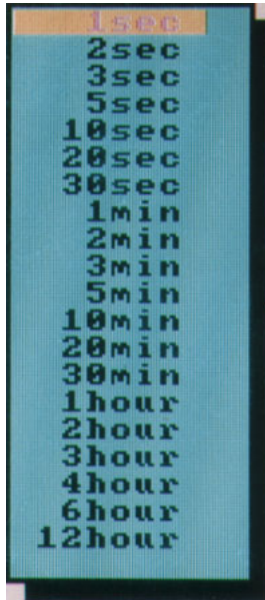 1sec
2sec
3sec
5sec
10sec
20sec
30sec
1min
2min
3min
5min
10min
20min
30min
1hour
2hour
3hour
4hour
6hour
12hour